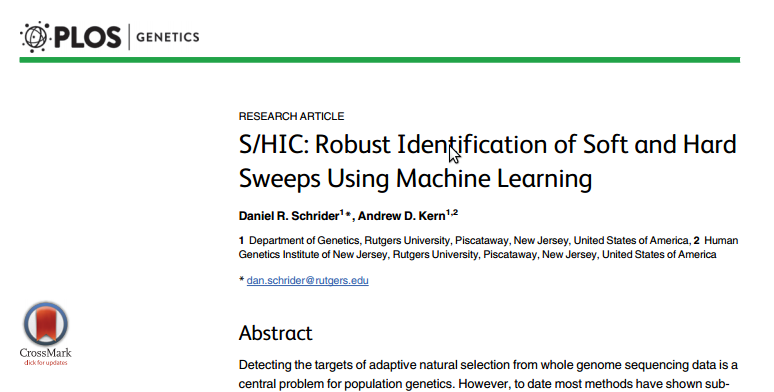 PLOS | GENETICS
RESEARCH ARTICLE
S/HIC: Robust Identification of Soft and Hard
Sweeps Using Machine Learning
Daniel R. Schrider1*, Andrew D. Kern1,2
1 Department of Genetics, Rutgers University, Piscataway, New Jersey, United States of America, 2 Human
Genetics Institute of New Jersey, Rutgers University, Piscataway, New Jersey, United States of America
* dan.schrider@rutgers.edu
CrossMark
click for updates
Abstract
Detecting the targets of adaptive natural selection from whole genome sequencing data is a
central problem for population genetics. However, to date most methods have shown sub-